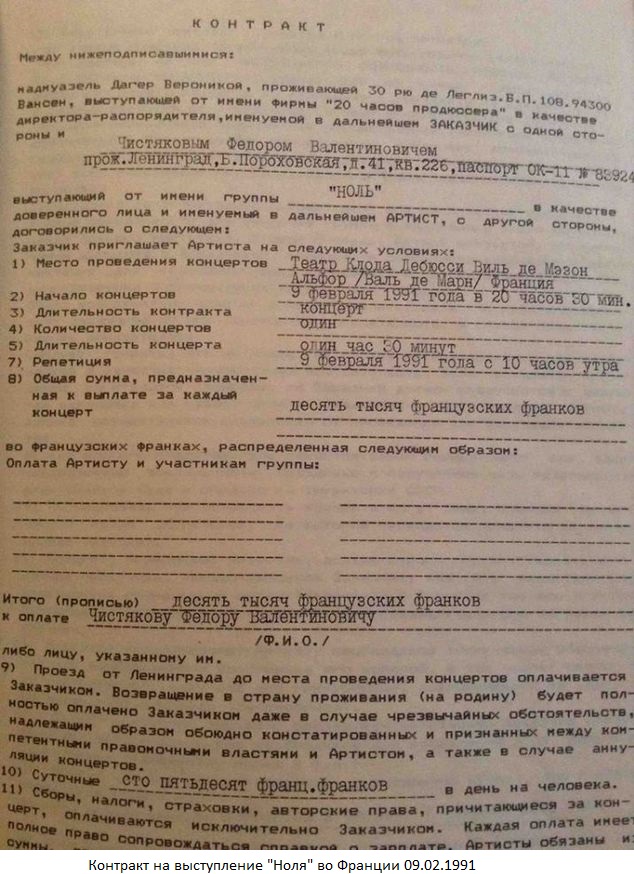 КОНТРАКТ
Между нижеподписавшимися:
мадмуазель Дагер Вероникой, проживающей 30 рю де Леглиз.Б.П.108.94300
Вансен, выступающей от имени фирмы "20 часов продюссера" в качестве
директора-распорядителя, именуемой в дальнейшем ЗАКАЗЧИК с одной сто-
роны и
Чистяковым Федором Валентиновичем
прож.Ленинград,Б.Пороховская,д.41,кв.226,паспорт ОК-11 № 83924
выступающий от имени группы "НОЛЬ" в качестве
доверенного лица и именуемый в дальнейшем АРТИСТ, с другой стороны,
договорились о следующем:
Заказчик приглашает Артиста на следующих условиях:
1) Место проведения концертов Театр Клода Дебюсси Виль де Мэзон
Альфор /Валь де Марн/ Франция
2) Начало концертов 9 февраля 1991 года в 20 часов 30 мин.
3) Длительность контракта концерт
4) Количество концертов один
5) Длительность концерта один час 30 минут
7) Репетиция 9 февраля 1991 года с 10 часов утра
8) Общая сумма, предназначен-
ная к выплате за каждый
концерт десять тысяч французских франков
во французских франках, распределенная следующим образом:
Оплата Артисту и участникам группы:
Итого (прописью) десять тысяч французских франков
к оплате Чистякову Федору Валентиновичу
/Ф.И.О./
либо лицу, указанному им.
9) Проезд от Ленинграда до места проведения концертов оплачивается
Заказчиком. Возвращение в страну проживания (на родину) будет пол-
ностью оплачено Заказчиком даже в случае чрезвычайных обстоятельств,
надлежащим образом обоюдно констатированных и признанных между ком-
петентными правомочными властями и Артистом, а также в случае анну-
ляции концертов.
10) Суточные сто пятьдесят франц.франков в день на человека.
11) Сборы, налоги, страховки, авторские права, причитающиеся за кон-
церт, оплачиваются исключительно Заказчиком. Каждая оплата имеет
полное право сопровождаться справкой о зарплате. Артисты обязаны
суммы,
Контракт на выступление "Ноля" во Франции 09.02.1991